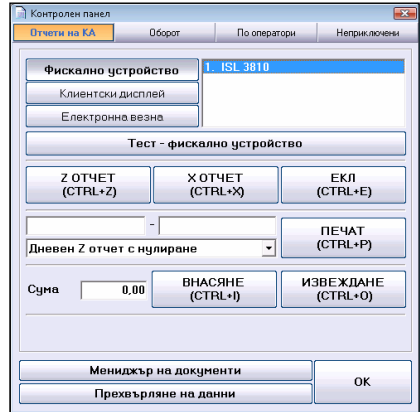 Контролен панел
Отчети на КА Оборот По оператори Неприключени
Фискално устройство
1. ISL 3810
Клиентски дисплей
Електронна везна
Тест - фискално устройство
Z ОТЧЕТ (CTRL+Z)
X ОТЧЕТ (CTRL+X)
ЕКЛ (CTRL+E)
-
Дневен Z отчет с нулиране
ПЕЧАТ (CTRL+P)
Сума 0,00
ВНАСЯНЕ (CTRL+I)
ИЗВЕЖДАНЕ (CTRL+O)
Мениджър на документи
Прехвърляне на данни
OK